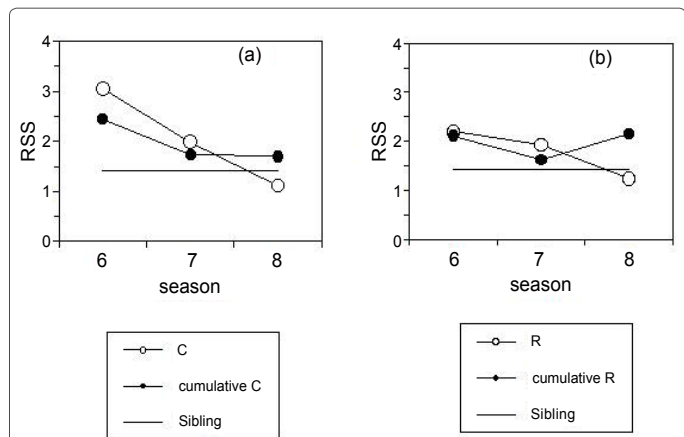 (a)
4
3
2
1
0
RSS
6 7 8
season
C
cumulative C
Sibling
(b)
4
3
2
1
0
RSS
6 7 8
season
R
cumulative R
Sibling